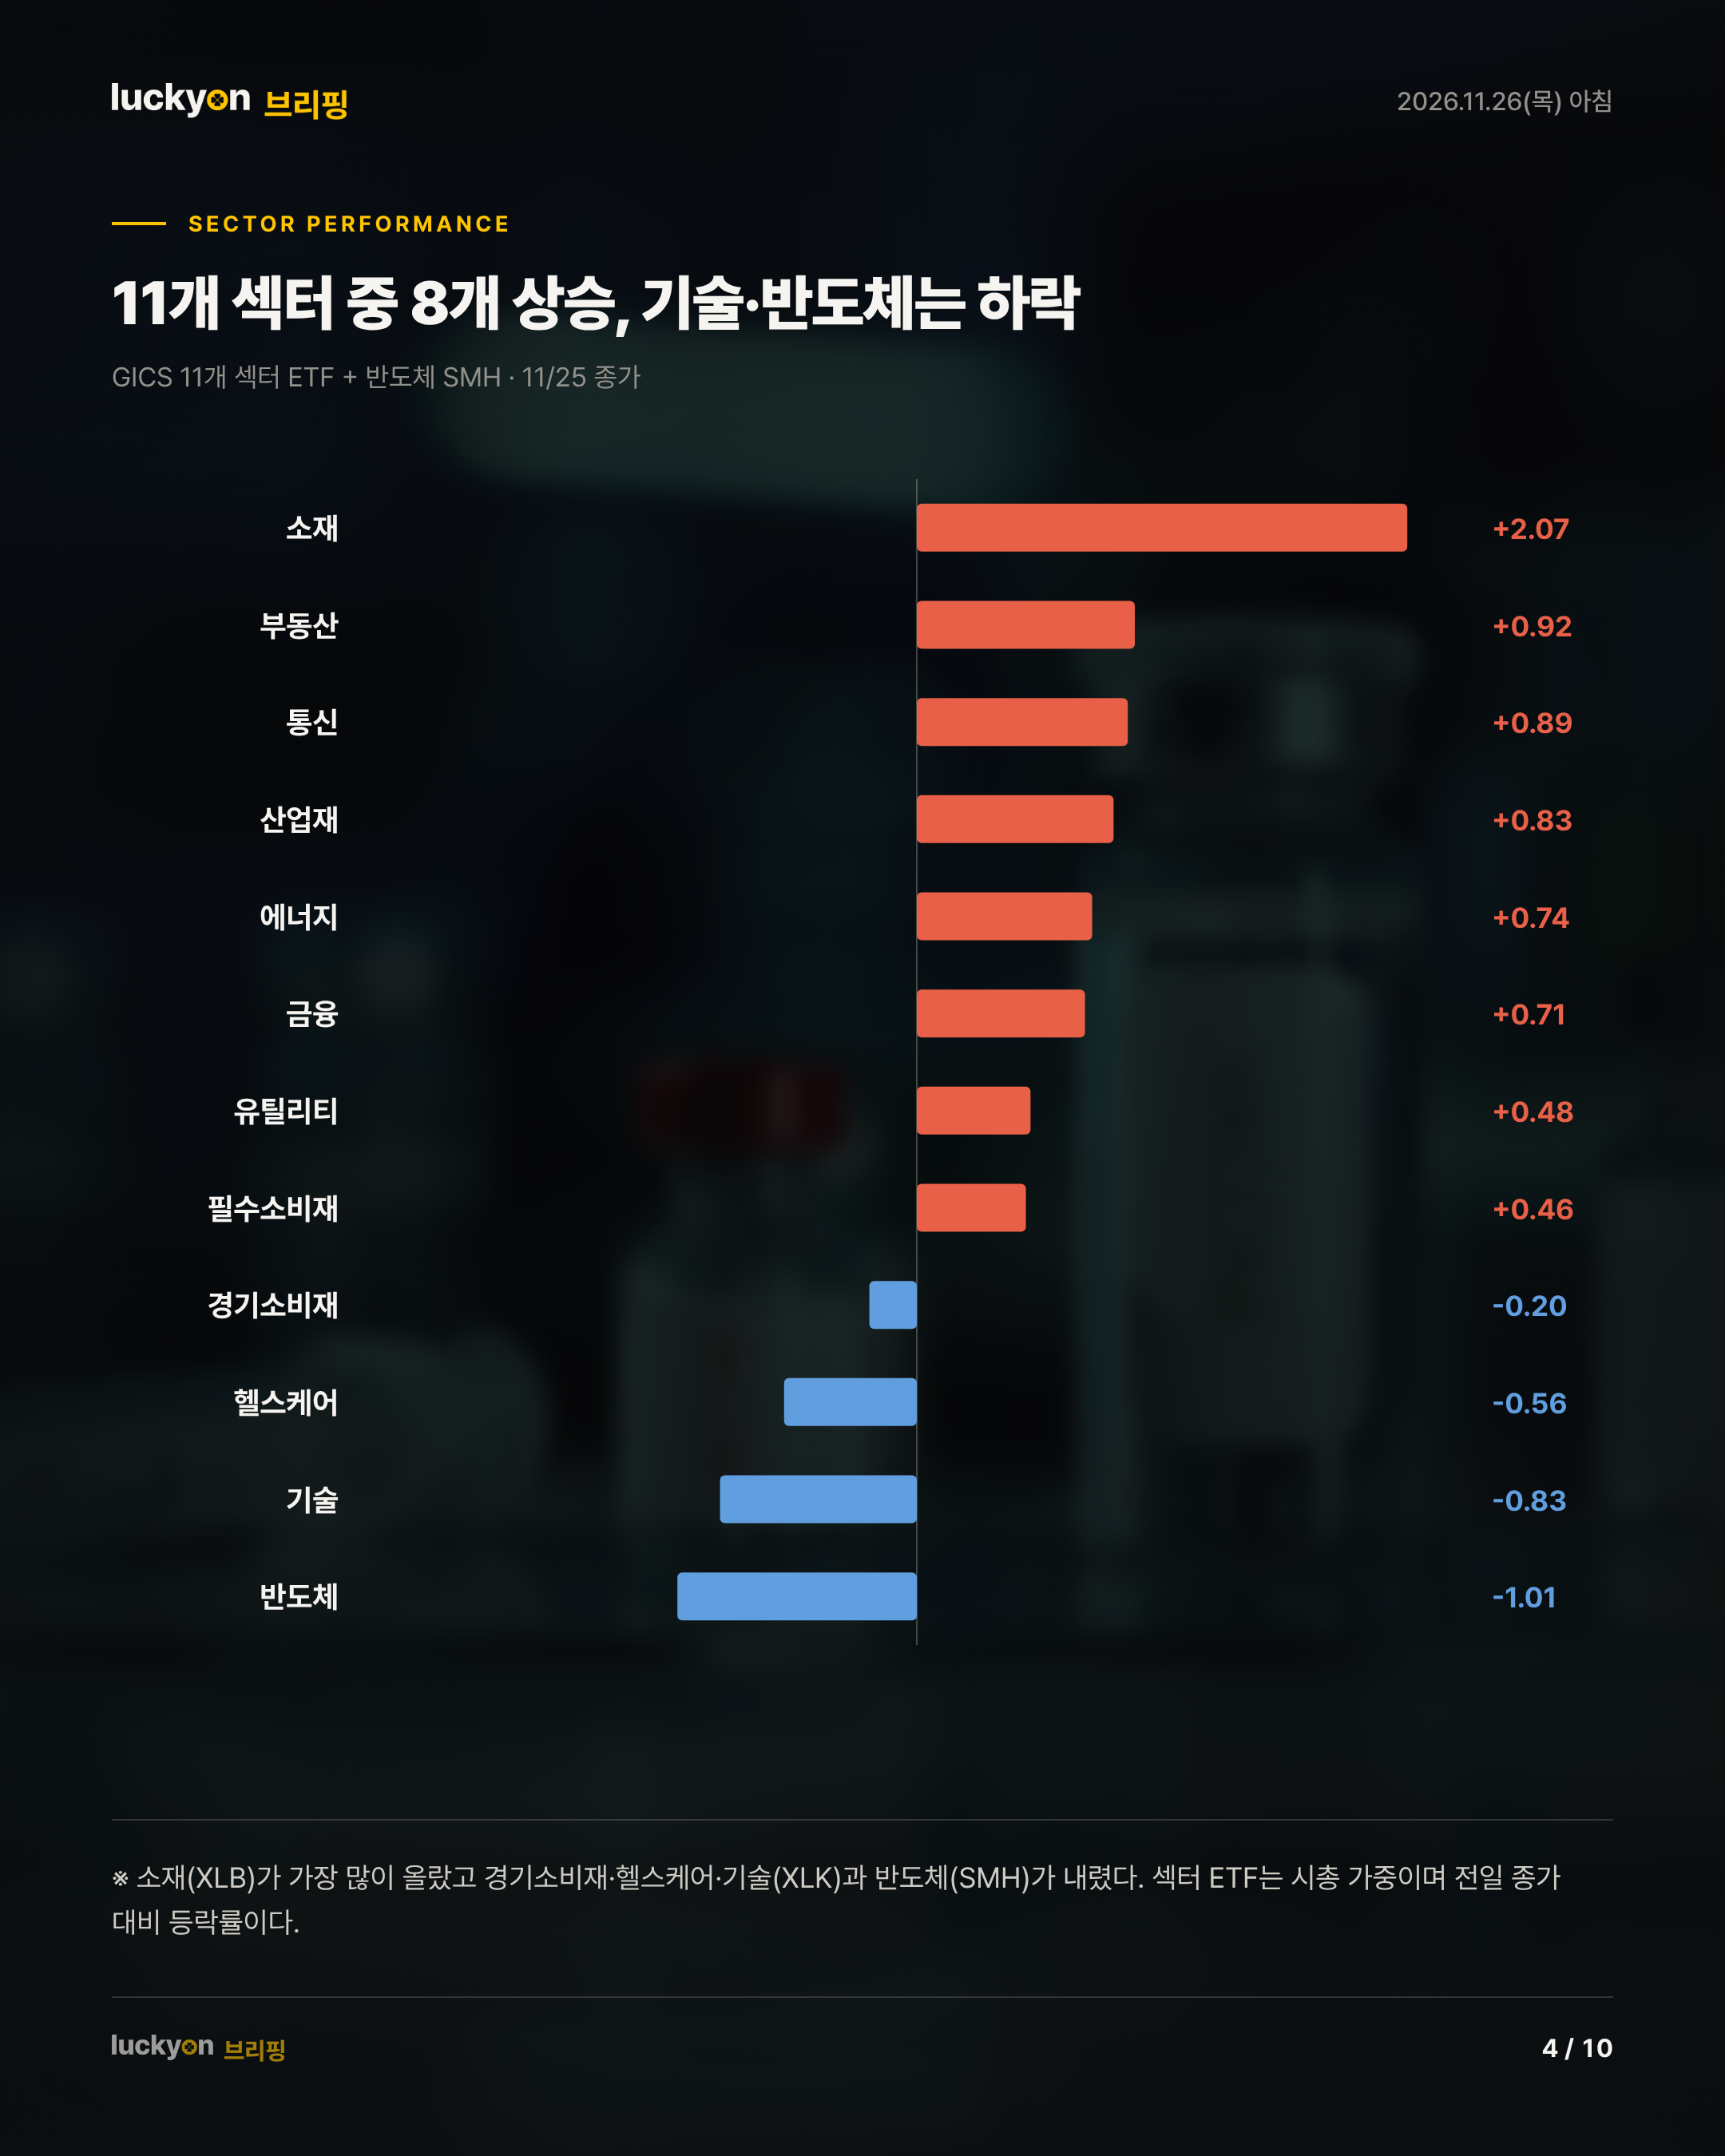 luckyon 브리핑
2026.11.26(목) 아침
SECTOR PERFORMANCE
11개 섹터 중 8개 상승, 기술·반도체는 하락
GICS 11개 섹터 ETF + 반도체 SMH · 11/25 종가
소재 +2.07
부동산 +0.92
통신 +0.89
산업재 +0.83
에너지 +0.74
금융 +0.71
유틸리티 +0.48
필수소비재 +0.46
경기소비재 -0.20
헬스케어 -0.56
기술 -0.83
반도체 -1.01
※ 소재(XLB)가 가장 많이 올랐고 경기소비재·헬스케어·기술(XLK)과 반도체(SMH)가 내렸다. 섹터 ETF는 시총 가중이며 전일 종가
대비 등락률이다.
luckyon 브리핑
4 / 10